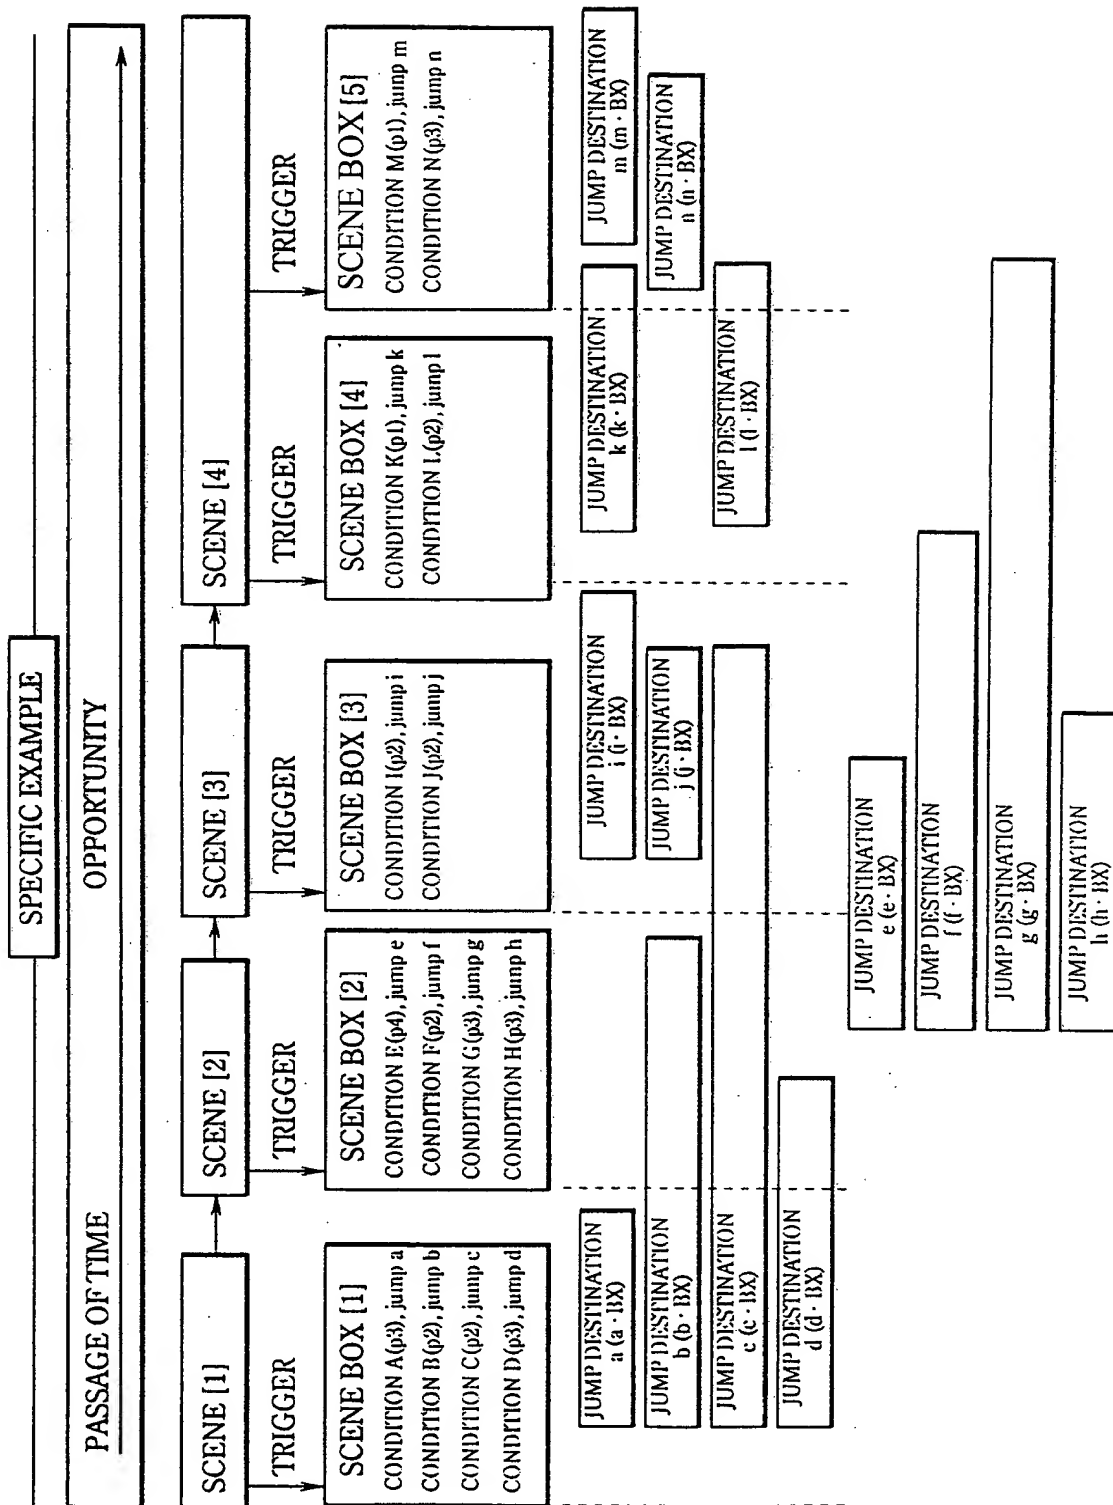 SPECIFIC EXAMPLE
OPPORTUNITY
PASSAGE OF TIME
SCENE [1]
SCENE [2]
SCENE [3]
SCENE [4]
TRIGGER
TRIGGER
TRIGGER
TRIGGER
TRIGGER
SCENE BOX [1]
CONDITION A(p3), jump a
CONDITION B(p2), jump b
CONDITION C(p2), jump c
CONDITION D(p3), jump d
SCENE BOX [2]
CONDITION E(p4), jump e
CONDITION F(p2), jump f
CONDITION G(p3), jump g
CONDITION H(p3), jump h
SCENE BOX [3]
CONDITION I(p2), jump i
CONDITION J(p2), jump j
SCENE BOX [4]
CONDITION K(p1), jump k
CONDITION L(p2), jump l
SCENE BOX [5]
CONDITION M(p1), jump m
CONDITION N(p3), jump n
JUMP DESTINATION
a (a · BX)
JUMP DESTINATION
b (b · BX)
JUMP DESTINATION
c (c · BX)
JUMP DESTINATION
d (d · BX)
JUMP DESTINATION
e (e · BX)
JUMP DESTINATION
f (f · BX)
JUMP DESTINATION
g (g · BX)
JUMP DESTINATION
h (h · BX)
JUMP DESTINATION
i (i · BX)
JUMP DESTINATION
j (j · BX)
JUMP DESTINATION
k (k · BX)
JUMP DESTINATION
l (l · BX)
JUMP DESTINATION
m (m · BX)
JUMP DESTINATION
n (n · BX)